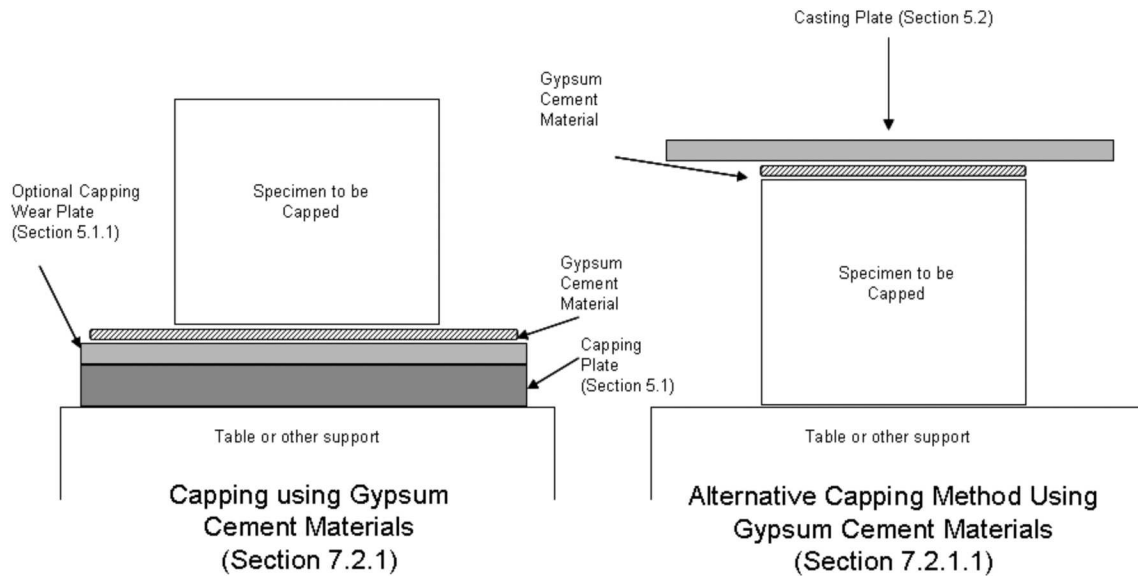 Optional Capping
Wear Plate
(Section 5.1.1)
Specimen to be
Capped
Gypsum
Cement
Material
Capping
Plate
(Section 5.1)
Table or other support
Capping using Gypsum
Cement Materials
(Section 7.2.1)
Casting Plate (Section 5.2)
Gypsum
Cement
Material
Specimen to be
Capped
Table or other support
Alternative Capping Method Using
Gypsum Cement Materials
(Section 7.2.1.1)